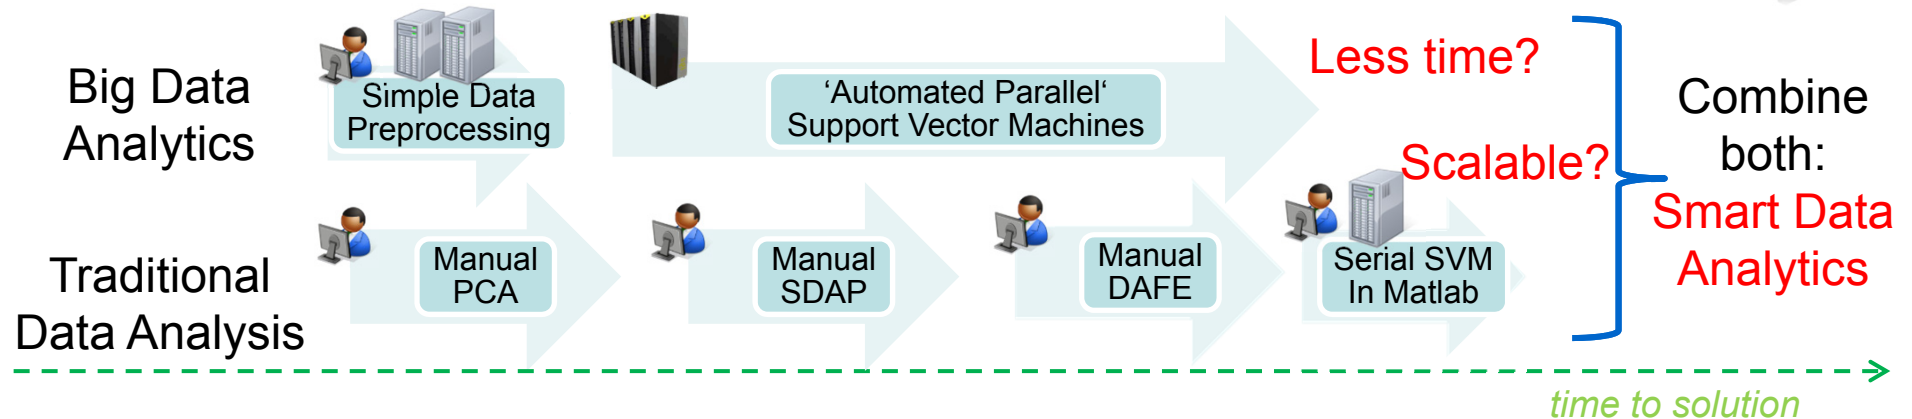 Big Data
Analytics
Simple Data
Preprocessing
‘Automated Parallel‘
Support Vector Machines
Less time?
Scalable?
Traditional
Data Analysis
Manual
PCA
Manual
SDAP
Manual
DAFE
Serial SVM
In Matlab
Combine
both:
Smart Data
Analytics
time to solution